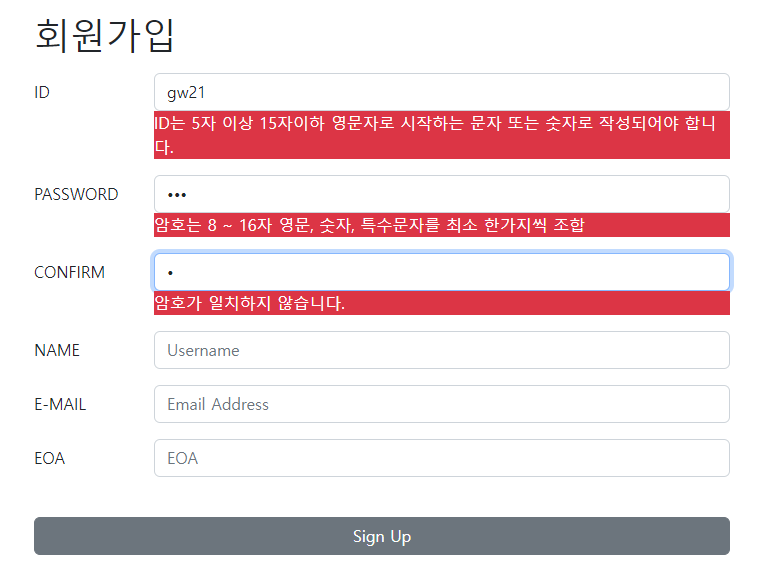 회원가입
ID
gw21
ID는 5자 이상 15자이하 영문자로 시작하는 문자 또는 숫자로 작성되어야 합니
다.
PASSWORD
•••
암호는 8 ~ 16자 영문, 숫자, 특수문자를 최소 한가지씩 조합
CONFIRM
•
암호가 일치하지 않습니다.
NAME
Username
E-MAIL
Email Address
EOA
EOA
Sign Up